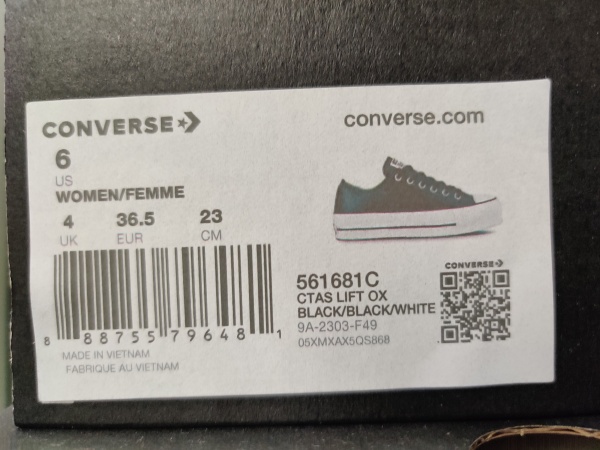 CONVERSE
converse.com
6
US
WOMEN/FEMME
4 36.5 23
UK EUR CM
8 88755 79648 1
MADE IN VIETNAM
FABRIQUE AU VIETNAM
561681C
CTAS LIFT OX
BLACK/BLACK/WHITE
9A-2303-F49
05XMXAX5QS868
CONVERSE